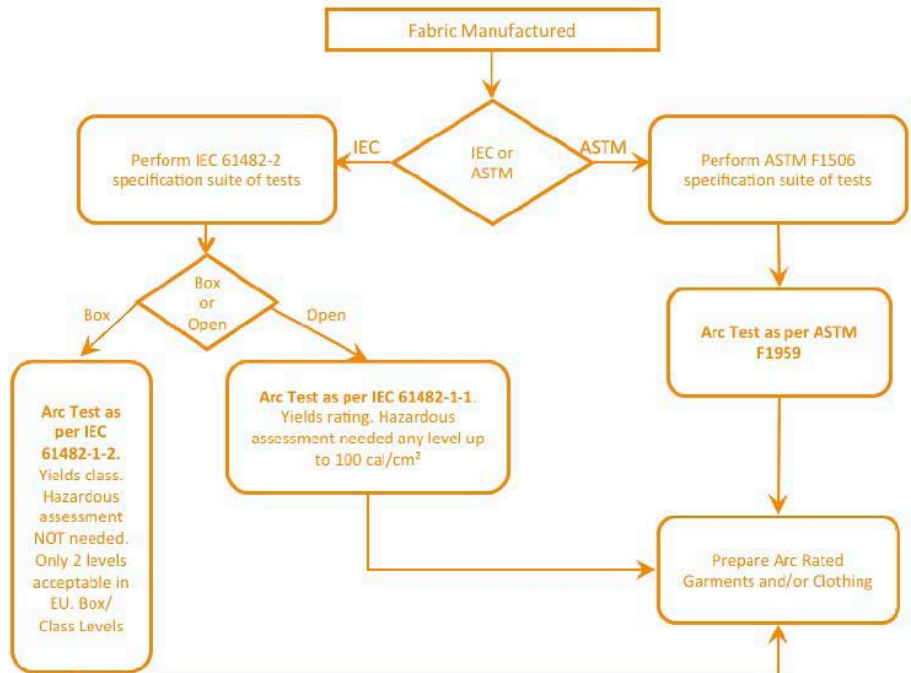 Fabric Manufactured
IEC or
ASTM
IEC
ASTM
Perform IEC 61482-2
specification suite of tests
Perform ASTM F1506
specification suite of tests
Box
or
Open
Box
Open
Arc Test as
per IEC
61482-1-2.
Yields class.
Hazardous
assessment
NOT needed.
Only 2 levels
acceptable in
EU. Box/
Class Levels
Arc Test as per IEC 61482-1-1.
Yields rating. Hazardous
assessment needed any level up
to 100 cal/cm²
Arc Test as per ASTM
F1959
Prepare Arc Rated
Garments and/or Clothing